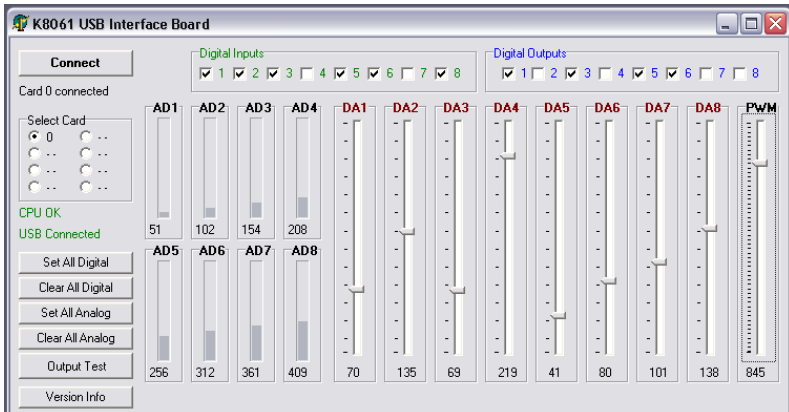 K8061 USB Interface Board
Connect
Card 0 connected
Select Card
0 --
-- --
-- --
-- --
CPU OK
USB Connected
Set All Digital
Clear All Digital
Set All Analog
Clear All Analog
Output Test
Version Info
Digital Inputs
1 2 3 4 5 6 7 8
Digital Outputs
1 2 3 4 5 6 7 8
AD1 AD2 AD3 AD4
51 102 154 208
AD5 AD6 AD7 AD8
256 312 361 409
DA1 DA2 DA3 DA4 DA5 DA6 DA7 DA8 PWM
70 135 69 219 41 80 101 138 845